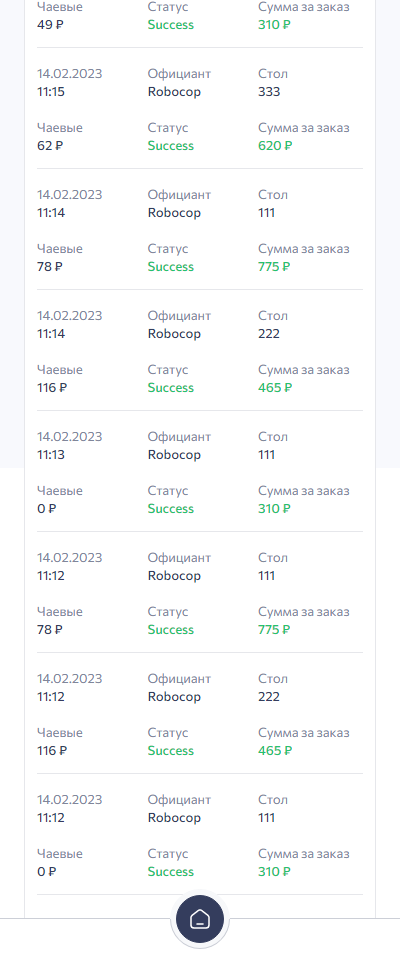 Чаевые Статус Сумма за заказ
49 ₽ Success 310 ₽
14.02.2023 Официант Стол
11:15 Robocop 333
Чаевые Статус Сумма за заказ
62 ₽ Success 620 ₽
14.02.2023 Официант Стол
11:14 Robocop 111
Чаевые Статус Сумма за заказ
78 ₽ Success 775 ₽
14.02.2023 Официант Стол
11:14 Robocop 222
Чаевые Статус Сумма за заказ
116 ₽ Success 465 ₽
14.02.2023 Официант Стол
11:13 Robocop 111
Чаевые Статус Сумма за заказ
0 ₽ Success 310 ₽
14.02.2023 Официант Стол
11:12 Robocop 111
Чаевые Статус Сумма за заказ
78 ₽ Success 775 ₽
14.02.2023 Официант Стол
11:12 Robocop 222
Чаевые Статус Сумма за заказ
116 ₽ Success 465 ₽
14.02.2023 Официант Стол
11:12 Robocop 111
Чаевые Статус Сумма за заказ
0 ₽ Success 310 ₽